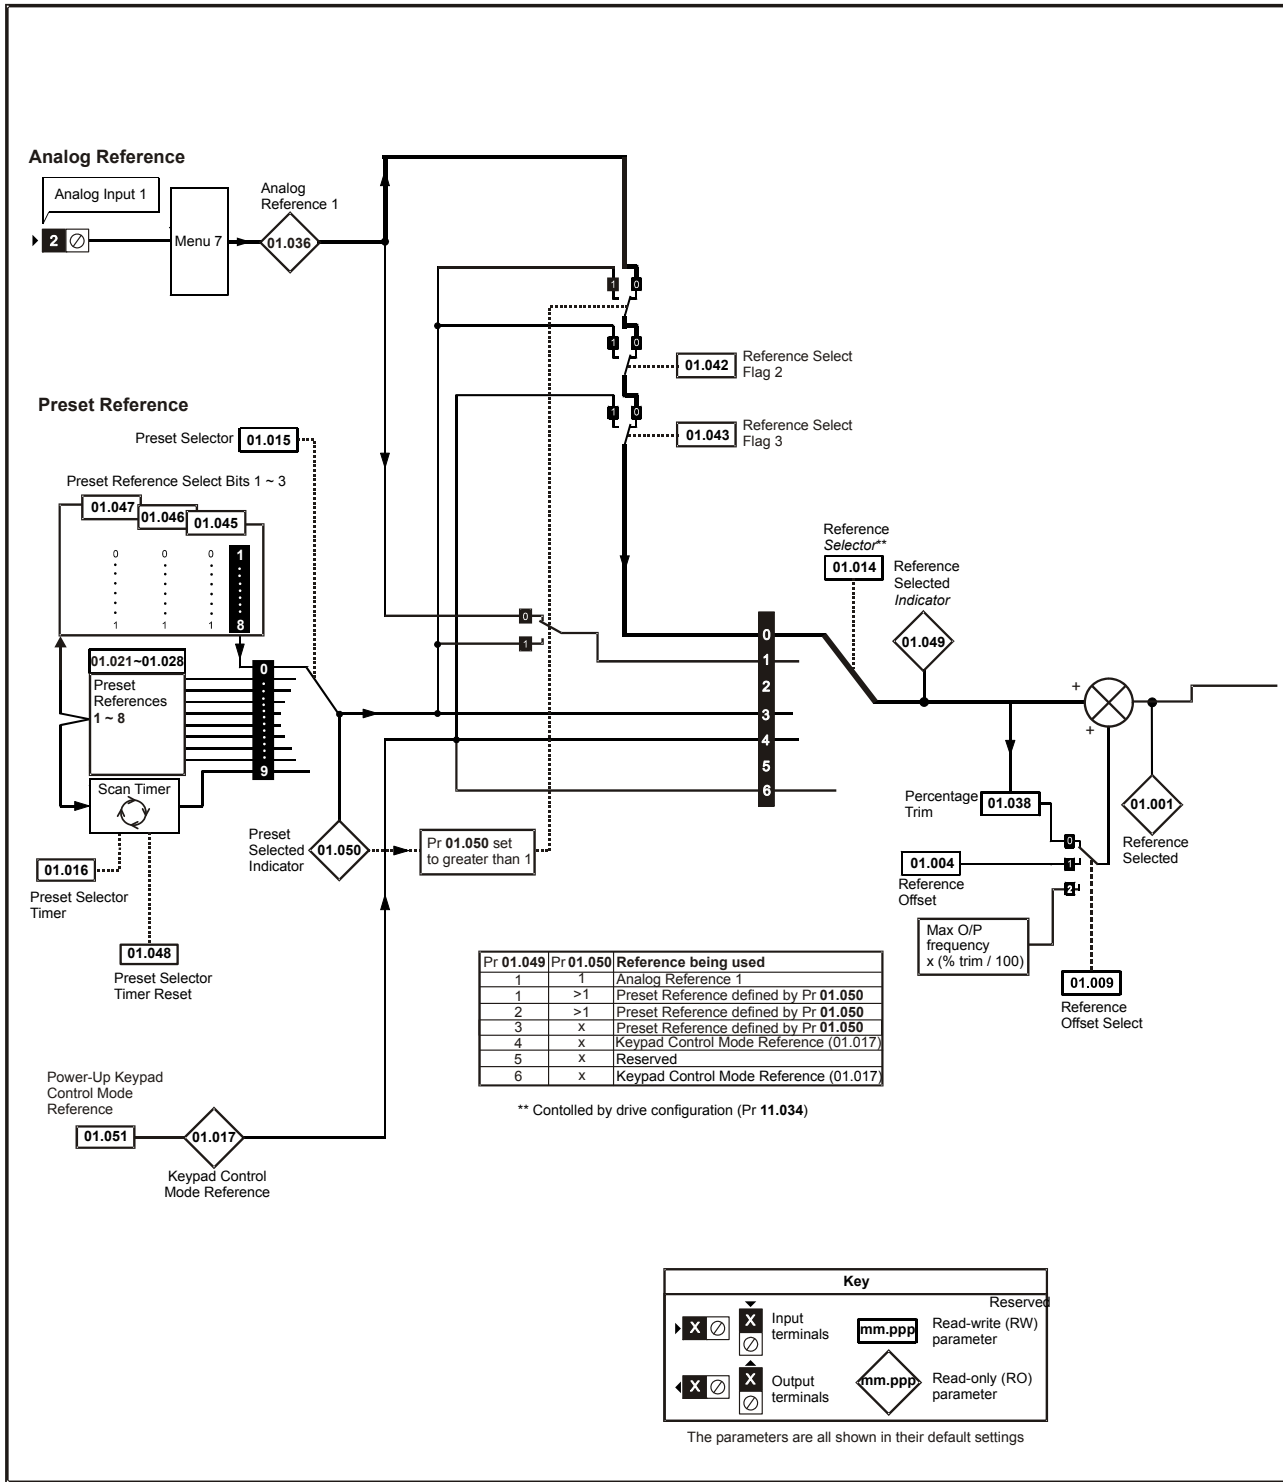 Analog Reference
Analog Input 1
2
Menu 7
Analog
Reference 1
01.036
1 0
1 0
01.042
Reference Select
Flag 2
1 0
01.043
Reference Select
Flag 3
Preset Reference
Preset Selector
01.015
Preset Reference Select Bits 1 ~ 3
01.047
01.046
01.045
0 0 0 1
1 1 1 8
01.021~01.028
Preset
References
1 ~ 8
0
9
Scan Timer
01.016
Preset Selector
Timer
01.048
Preset Selector
Timer Reset
Preset
Selected
Indicator
01.050
Pr 01.050 set
to greater than 1
0
1
0
1
2
3
4
5
6
Reference
Selector**
01.014
Reference
Selected
Indicator
01.049
+
+
Percentage
Trim
01.038
01.004
Reference
Offset
0
1
2
Max O/P
frequency
x (% trim / 100)
01.009
Reference
Offset Select
01.001
Reference
Selected
Pr 01.049 Pr 01.050 Reference being used
1 1 Analog Reference 1
1 >1 Preset Reference defined by Pr 01.050
2 >1 Preset Reference defined by Pr 01.050
3 x Preset Reference defined by Pr 01.050
4 x Keypad Control Mode Reference (01.017)
5 x Reserved
6 x Keypad Control Mode Reference (01.017)
** Contolled by drive configuration (Pr 11.034)
Power-Up Keypad
Control Mode
Reference
01.051
01.017
Keypad Control
Mode Reference
Key
Reserved
X X Input
terminals
mm.ppp Read-write (RW)
parameter
X X Output
terminals
mm.ppp Read-only (RO)
parameter
The parameters are all shown in their default settings